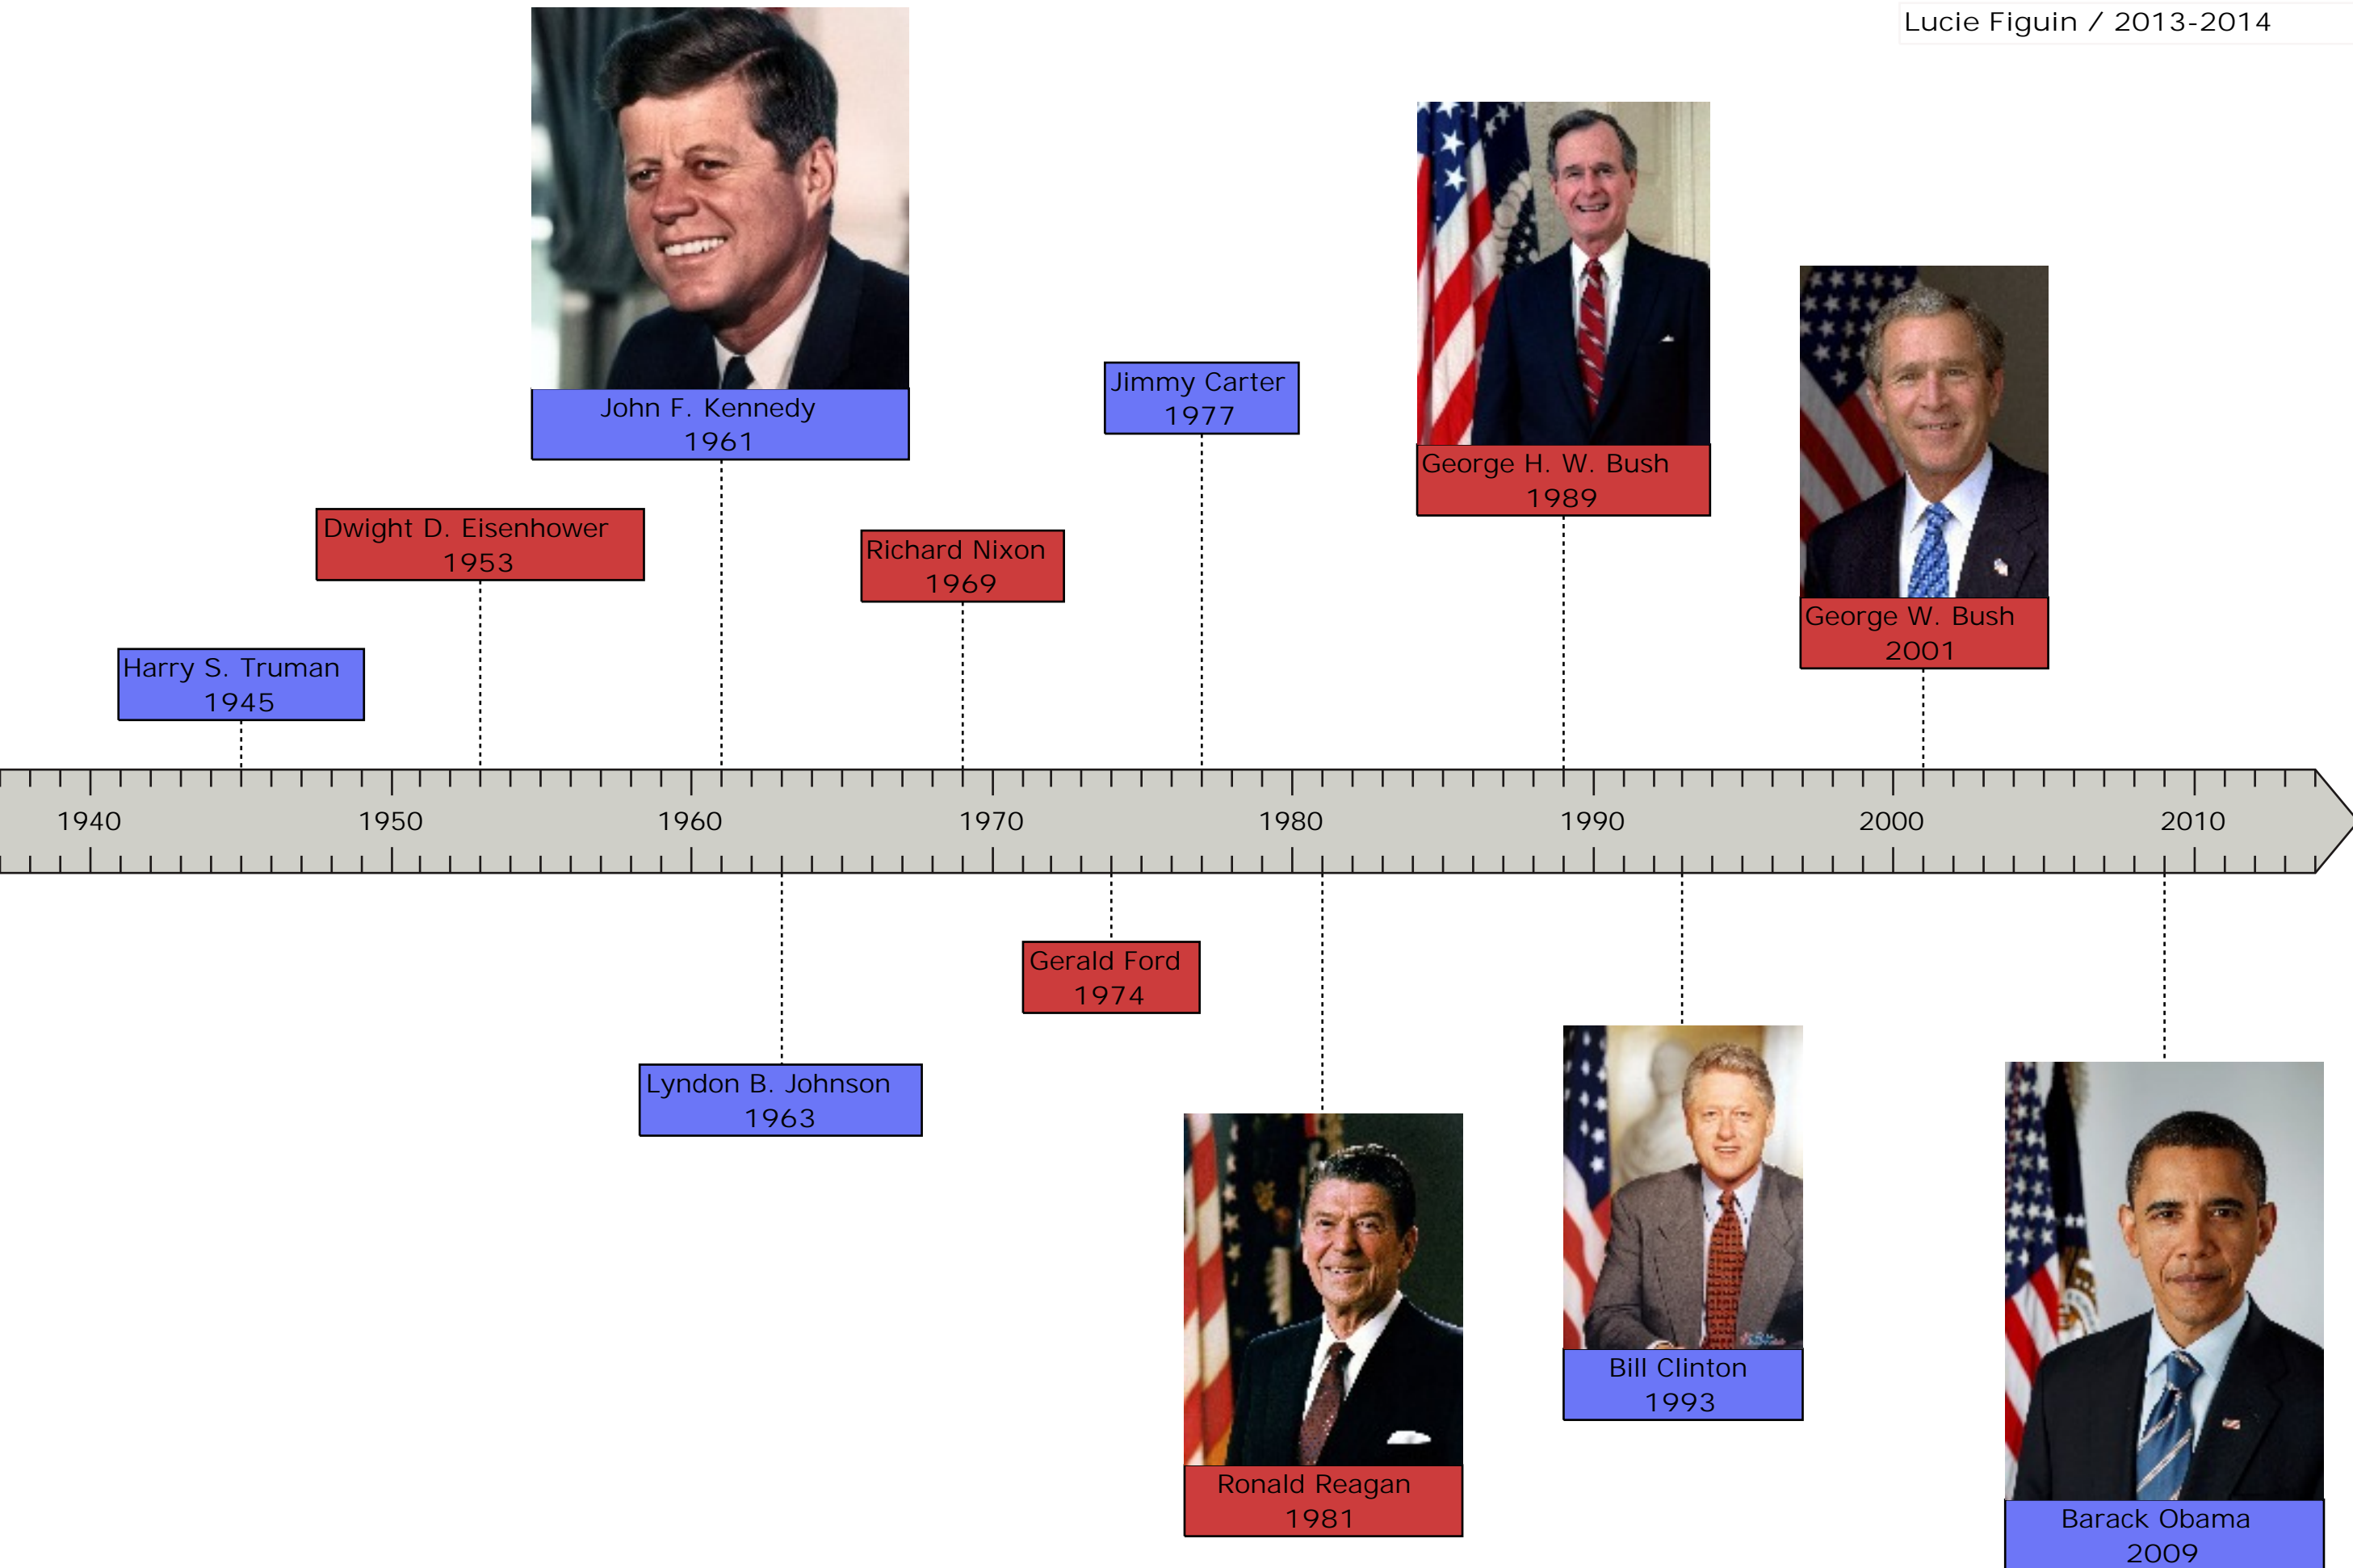 Lucie Figuin / 2013-2014
John F. Kennedy
1961
Jimmy Carter
1977
George H. W. Bush
1989
Dwight D. Eisenhower
1953
Richard Nixon
1969
George W. Bush
2001
Harry S. Truman
1945
1940 1950 1960 1970 1980 1990 2000 2010
Gerald Ford
1974
Lyndon B. Johnson
1963
Bill Clinton
1993
Ronald Reagan
1981
Barack Obama
2009